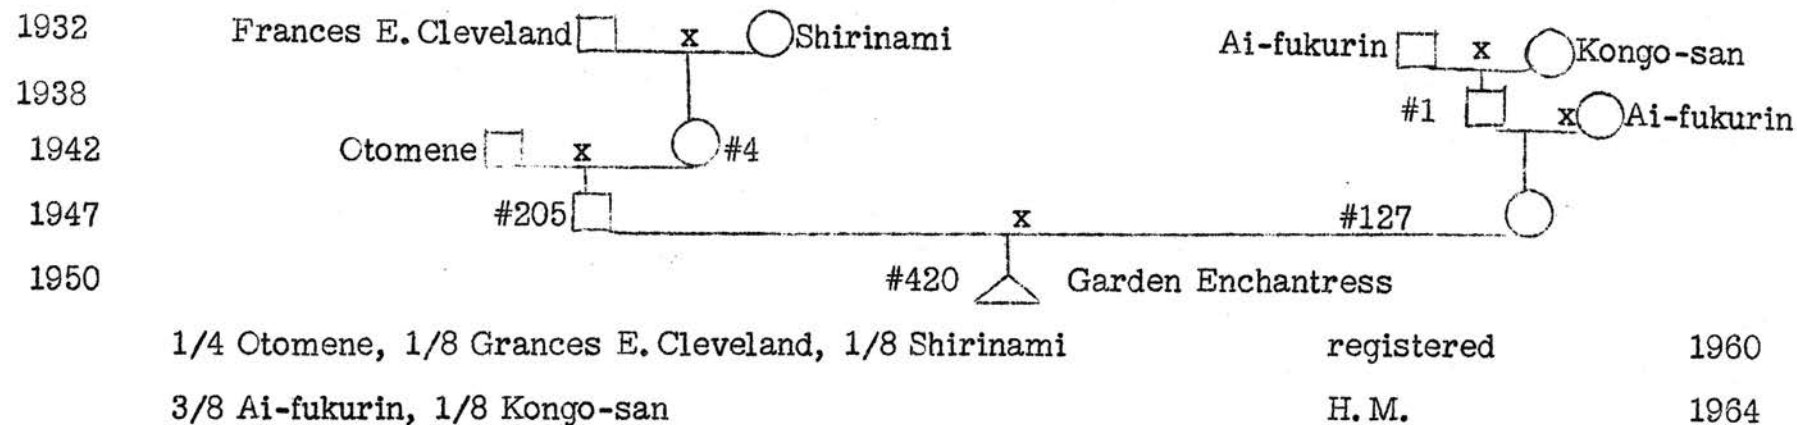 1932 Frances E. Cleveland x Shirinami Ai-fukurin x Kongo-san
1938 #1 x Ai-fukurin
1942 Otomene x #4
1947 #205 x #127
1950 #420 Garden Enchantress
1/4 Otomene, 1/8 Grances E. Cleveland, 1/8 Shirinami registered 1960
3/8 Ai-fukurin, 1/8 Kongo-san H. M. 1964